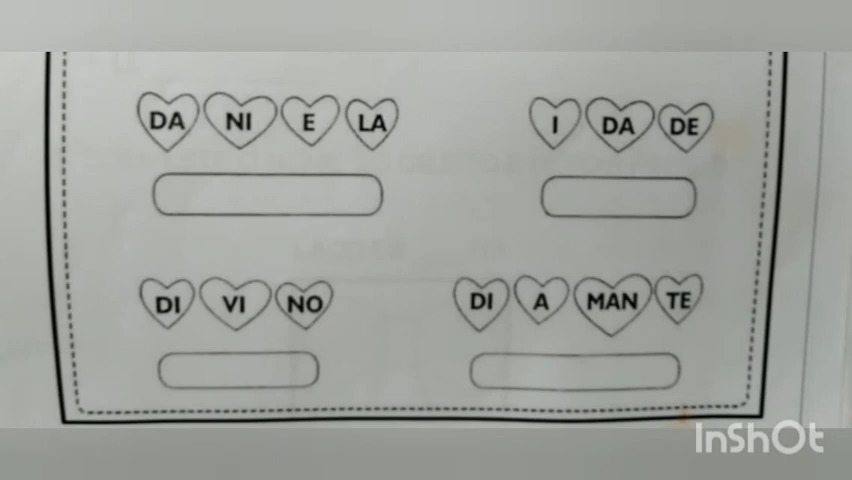 DA NI E LA
I DA DE
DI VI NO
DI A MAN TE
InShOt